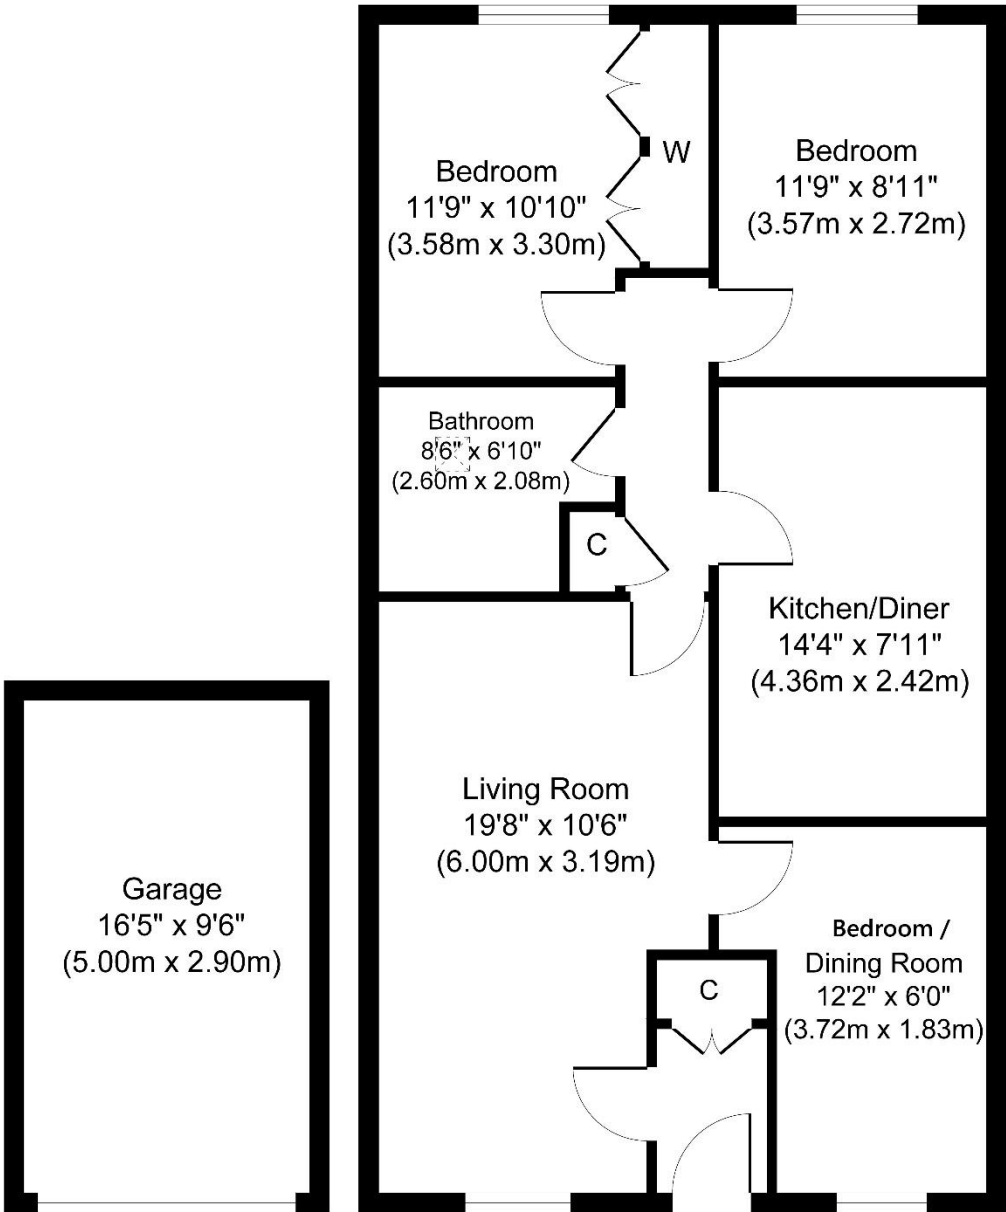 Bedroom
11'9" x 10'10"
(3.58m x 3.30m)
W
Bedroom
11'9" x 8'11"
(3.57m x 2.72m)
Bathroom
8'6" x 6'10"
(2.60m x 2.08m)
C
Kitchen/Diner
14'4" x 7'11"
(4.36m x 2.42m)
Living Room
19'8" x 10'6"
(6.00m x 3.19m)
Garage
16'5" x 9'6"
(5.00m x 2.90m)
Bedroom /
Dining Room
12'2" x 6'0"
(3.72m x 1.83m)
C